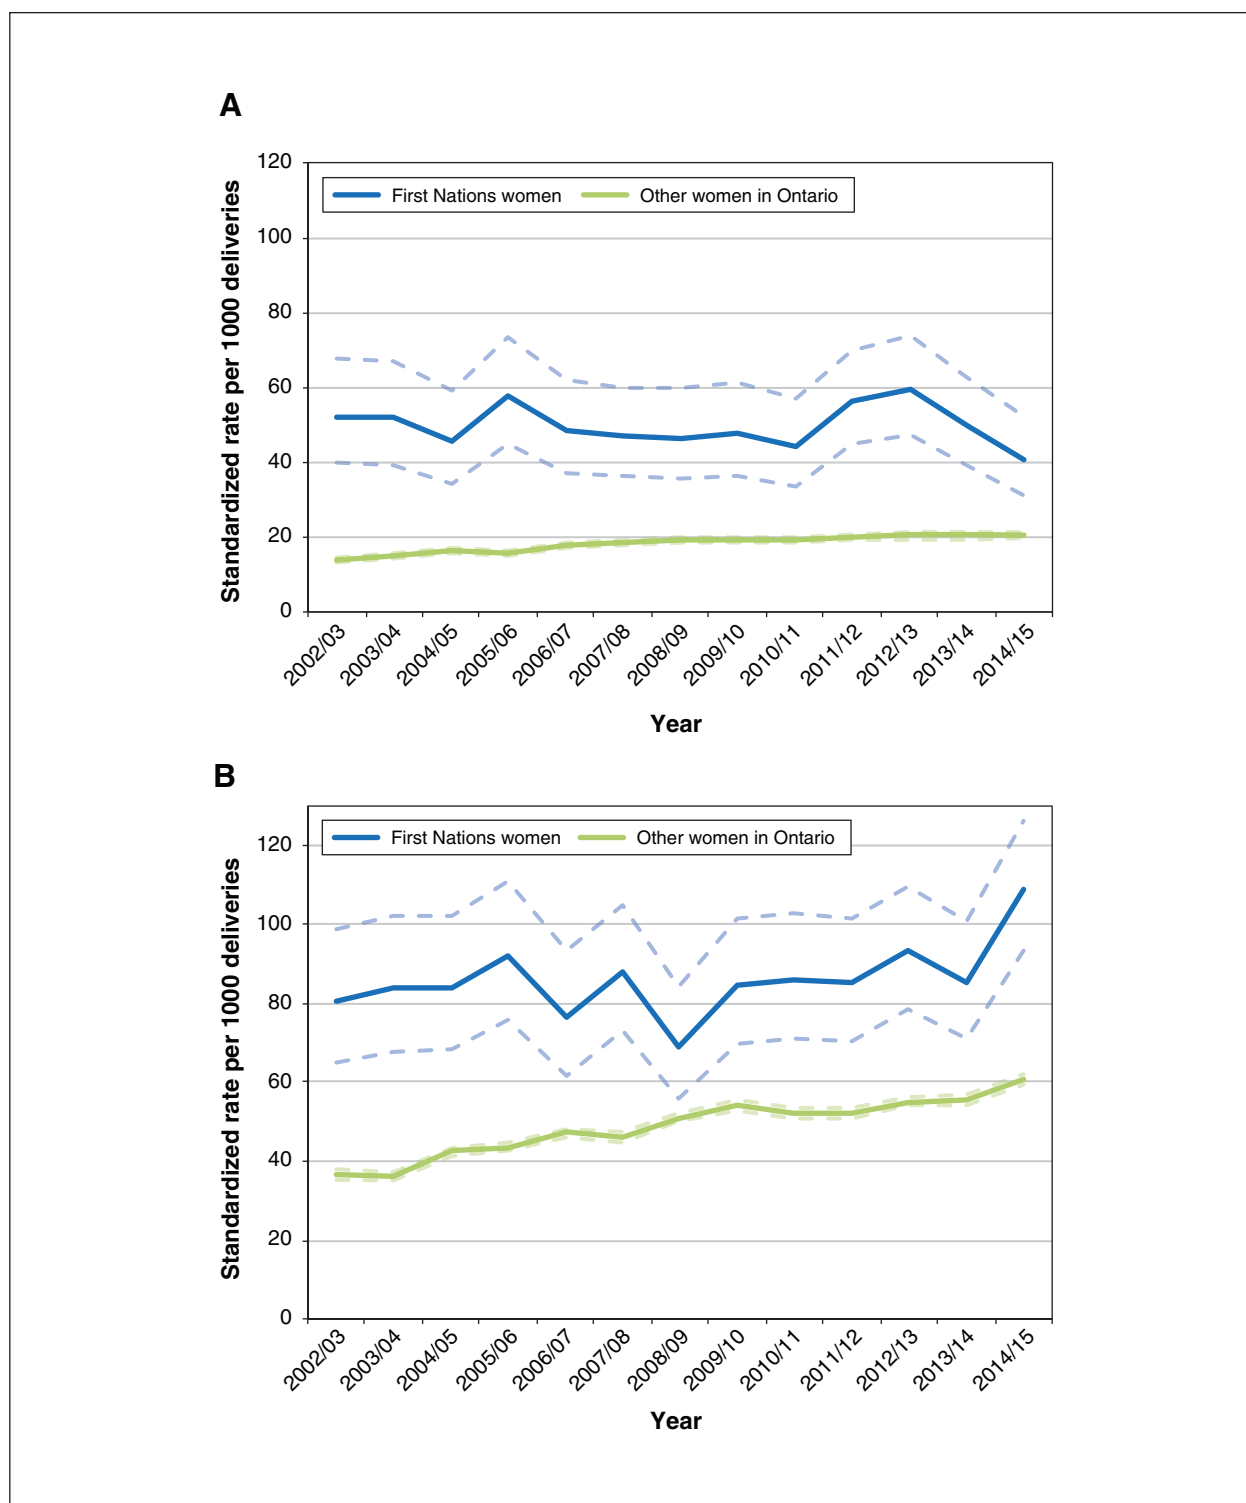 A
120
100
80
60
40
20
0
Standardized rate per 1000 deliveries
First Nations women Other women in Ontario
2002/03 2003/04 2004/05 2005/06 2006/07 2007/08 2008/09 2009/10 2010/11 2011/12 2012/13 2013/14 2014/15
Year
B
120
100
80
60
40
20
0
Standardized rate per 1000 deliveries
First Nations women Other women in Ontario
2002/03 2003/04 2004/05 2005/06 2006/07 2007/08 2008/09 2009/10 2010/11 2011/12 2012/13 2013/14 2014/15
Year